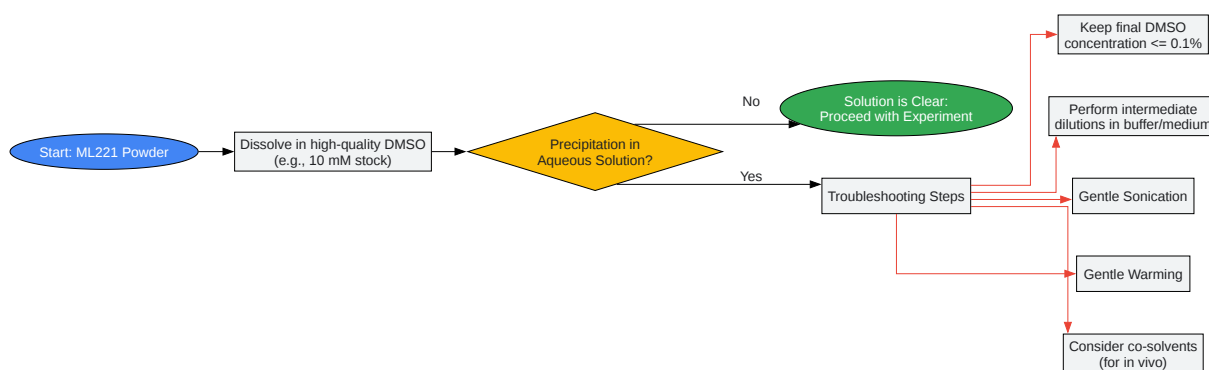 Start: ML221 Powder
Dissolve in high-quality DMSO
(e.g., 10 mM stock)
Precipitation in
Aqueous Solution?
No
Solution is Clear:
Proceed with Experiment
Yes
Troubleshooting Steps
Keep final DMSO
concentration <= 0.1%
Perform intermediate
dilutions in buffer/medium
Gentle Sonication
Gentle Warming
Consider co-solvents
(for in vivo)